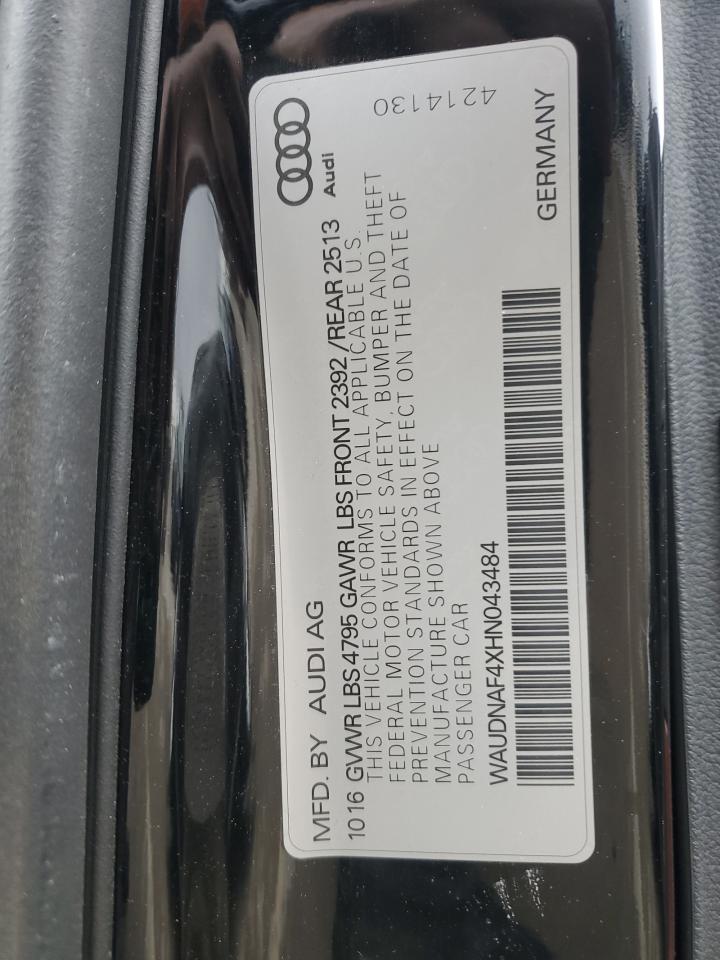 MFD. BY AUDI AG
Audi
10 16 GVWR LBS 4795 GAWR LBS FRONT 2392 /REAR 2513
THIS VEHICLE CONFORMS TO ALL APPLICABLE U.S.
FEDERAL MOTOR VEHICLE SAFETY, BUMPER AND THEFT
PREVENTION STANDARDS IN EFFECT ON THE DATE OF
MANUFACTURE SHOWN ABOVE
PASSENGER CAR
4214130
WAUDNAF4XHN043484
GERMANY